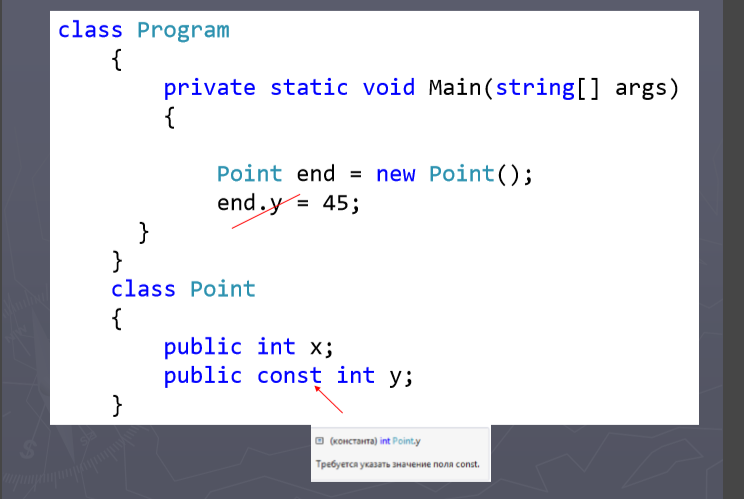 class Program
{
private static void Main(string[] args)
{
Point end = new Point();
end.y = 45;
}
}
class Point
{
public int x;
public const int y;
}
(константа) int Point.y
Требуется указать значение поля const.